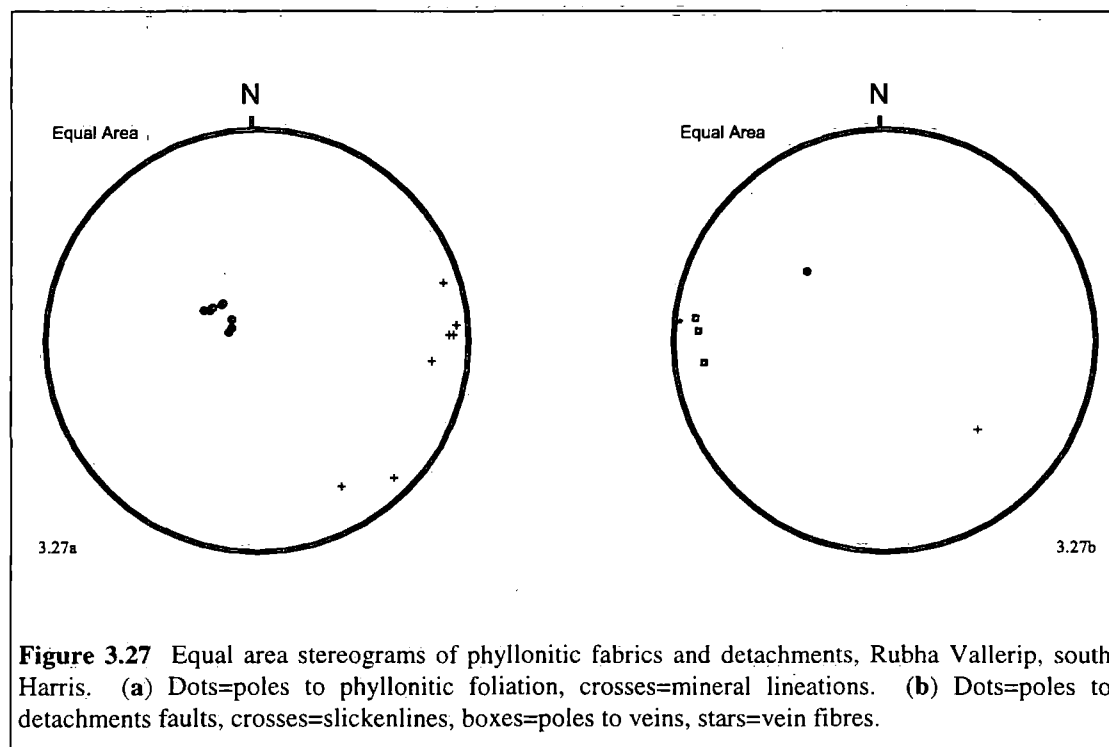 N
N
Equal Area
Equal Area
3.27a
3.27b
Figure 3.27 Equal area stereograms of phyllonitic fabrics and detachments, Rubha Vallerip, south
Harris. (a) Dots=poles to phyllonitic foliation, crosses=mineral lineations. (b) Dots=poles to
detachments faults, crosses=slickenlines, boxes=poles to veins, stars=vein fibres.